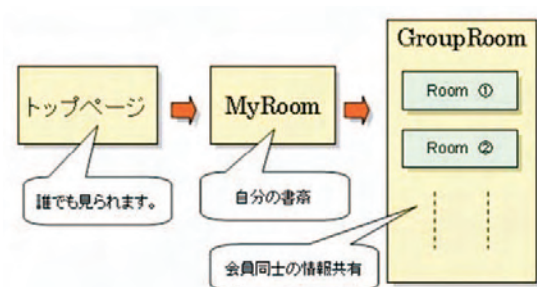 トップページ
誰でも見られます。
MyRoom
自分の書斎
GroupRoom
Room ①
Room ②
会員同士の情報共有